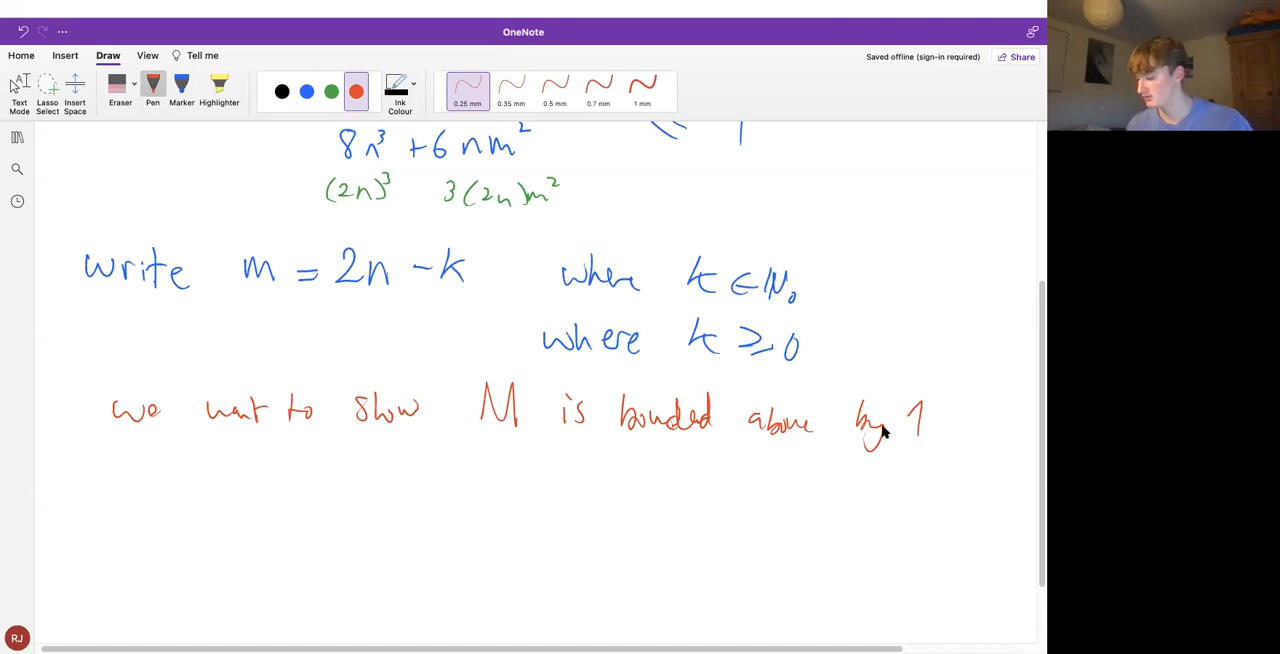 OneNote
Home Insert Draw View Tell me
Saved offline (sign-in required) Share
Text Mode Lasso Select Insert Space Eraser Pen Marker Highlighter Ink Colour 0.25 mm 0.35 mm 0.5 mm 0.7 mm 1 mm
8n³ + 6nm²
(2n)³ 3(2n)m²
write m = 2n - k where k ∈ ℕ₀
where k ≥ 0
we want to show M is bounded above by 1
RJ